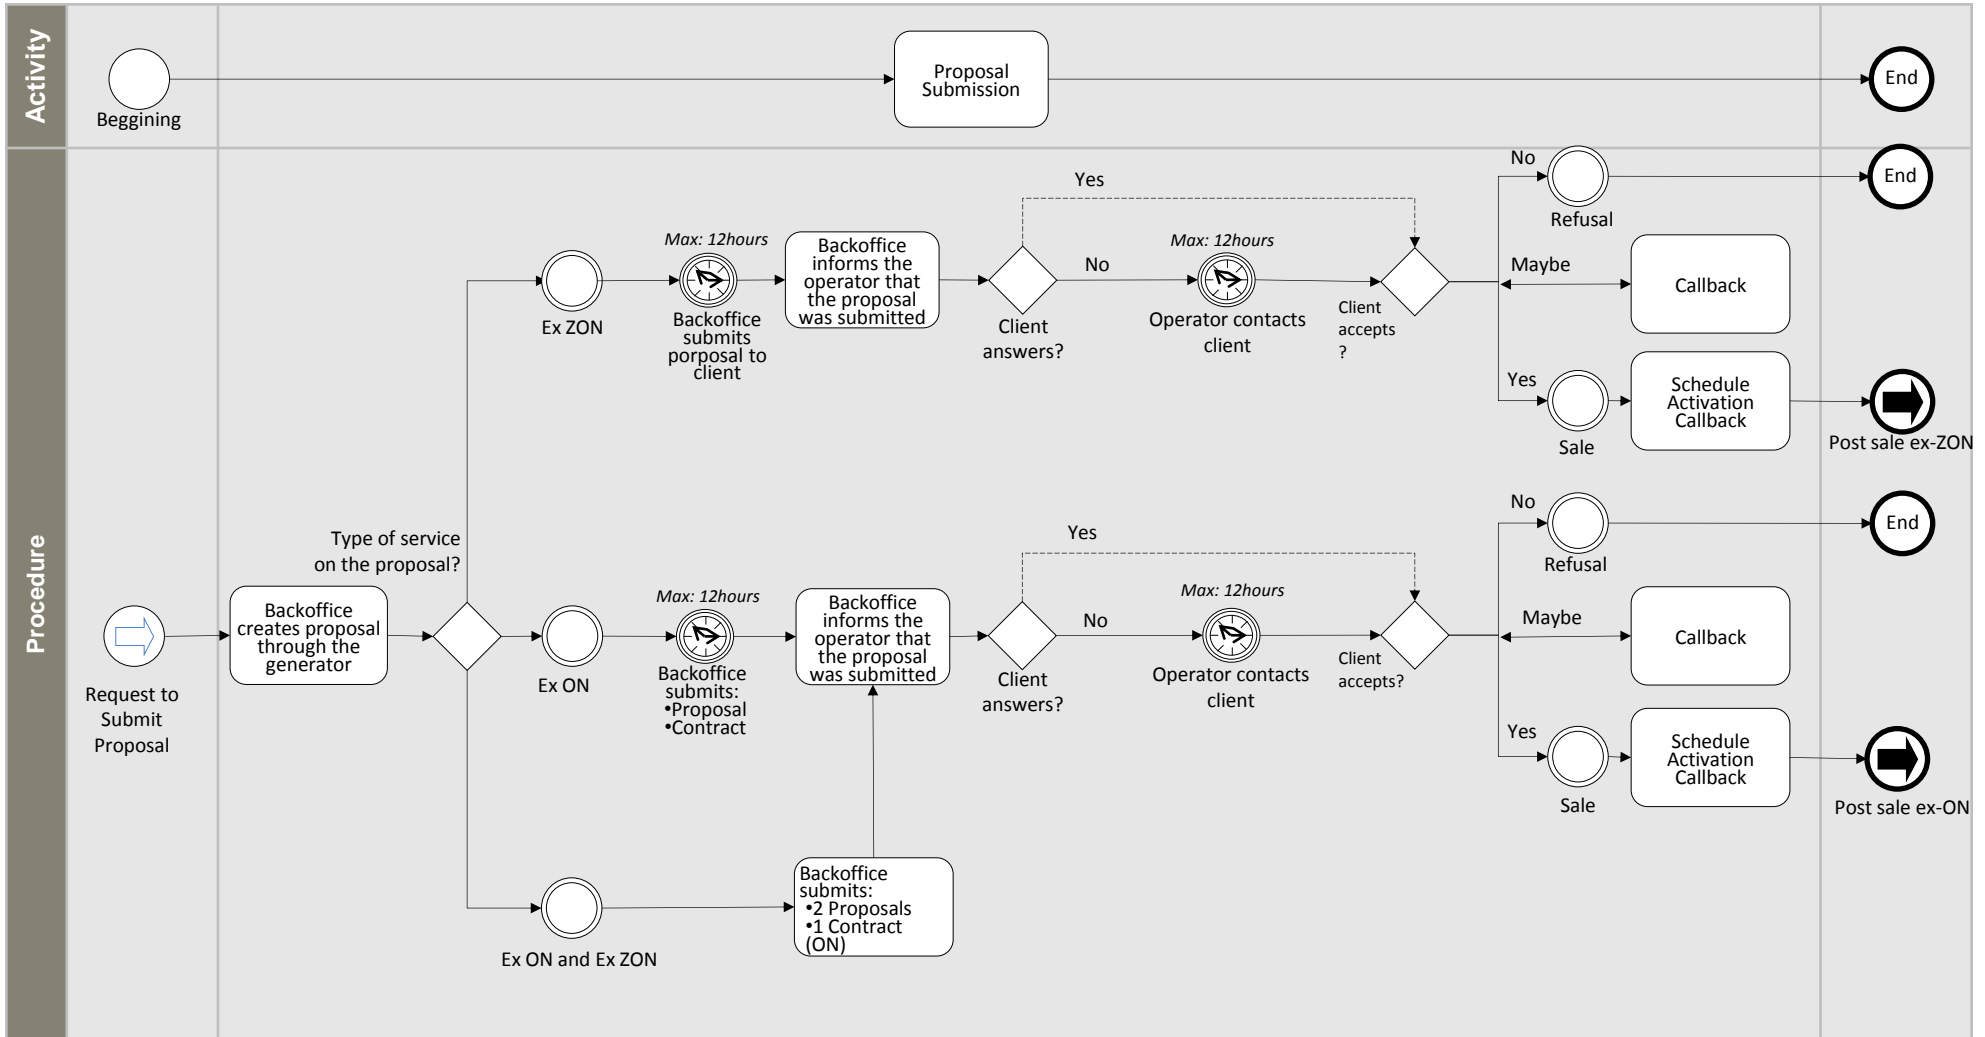 Activity
Beggining
Proposal
Submission
End
Procedure
Request to
Submit
Proposal
Backoffice
creates proposal
through the
generator
Type of service
on the proposal?
Ex ZON
Max: 12hours
Backoffice
submits
porposal to
client
Backoffice
informs the
operator that
the proposal
was submitted
Client
answers?
Yes
No
Max: 12hours
Operator contacts
client
Client
accepts
?
No
Refusal
End
Maybe
Callback
Yes
Sale
Schedule
Activation
Callback
Post sale ex-ZON
Ex ON
Max: 12hours
Backoffice
submits:
•Proposal
•Contract
Backoffice
informs the
operator that
the proposal
was submitted
Client
answers?
Yes
No
Max: 12hours
Operator contacts
client
Client
accepts?
No
Refusal
End
Maybe
Callback
Yes
Sale
Schedule
Activation
Callback
Post sale ex-ON
Ex ON and Ex ZON
Backoffice
submits:
•2 Proposals
•1 Contract
(ON)